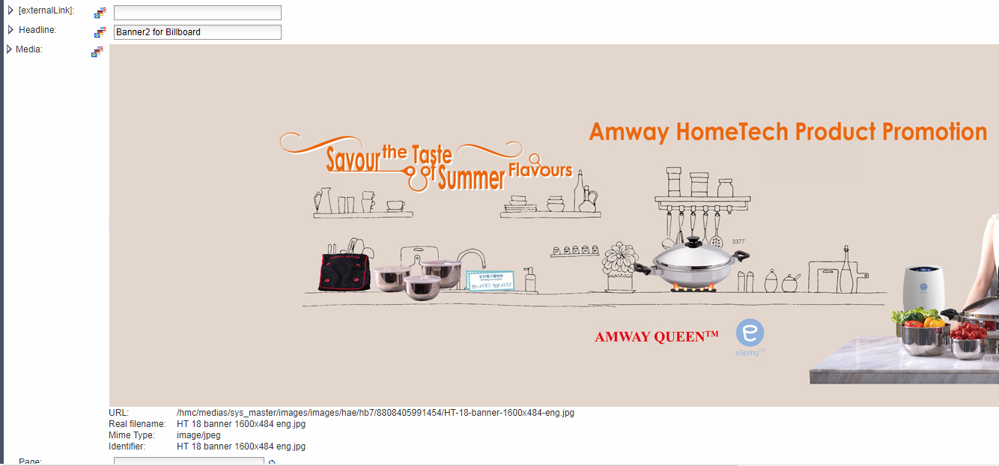 [externalLink]:
Headline: Banner2 for Billboard
Media:
Amway HomeTech Product Promotion
Savour the Taste of Summer Flavours
3377
AMWAY QUEEN
AMWAY QUEEN™
e
eSpring™
URL: /hmc/medias/sys_master/images/images/hae/hb7/8808405991454/HT-18-banner-1600x484-eng.jpg
Real filename: HT 18 banner 1600x484 eng.jpg
Mime Type: image/jpeg
Identifier: HT 18 banner 1600x484 eng.jpg
Page: